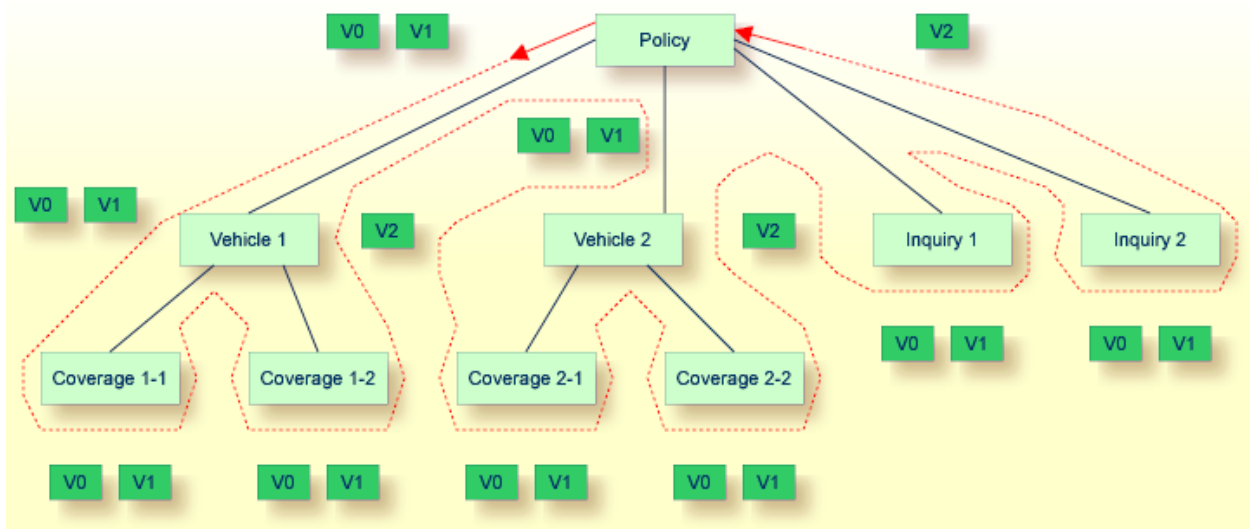 V0 V1 Policy V2
V0 V1
V0 V1 Vehicle 1 V2 Vehicle 2 V2 Inquiry 1 Inquiry 2
V0 V1 V0 V1
Coverage 1-1 Coverage 1-2 Coverage 2-1 Coverage 2-2
V0 V1 V0 V1 V0 V1 V0 V1